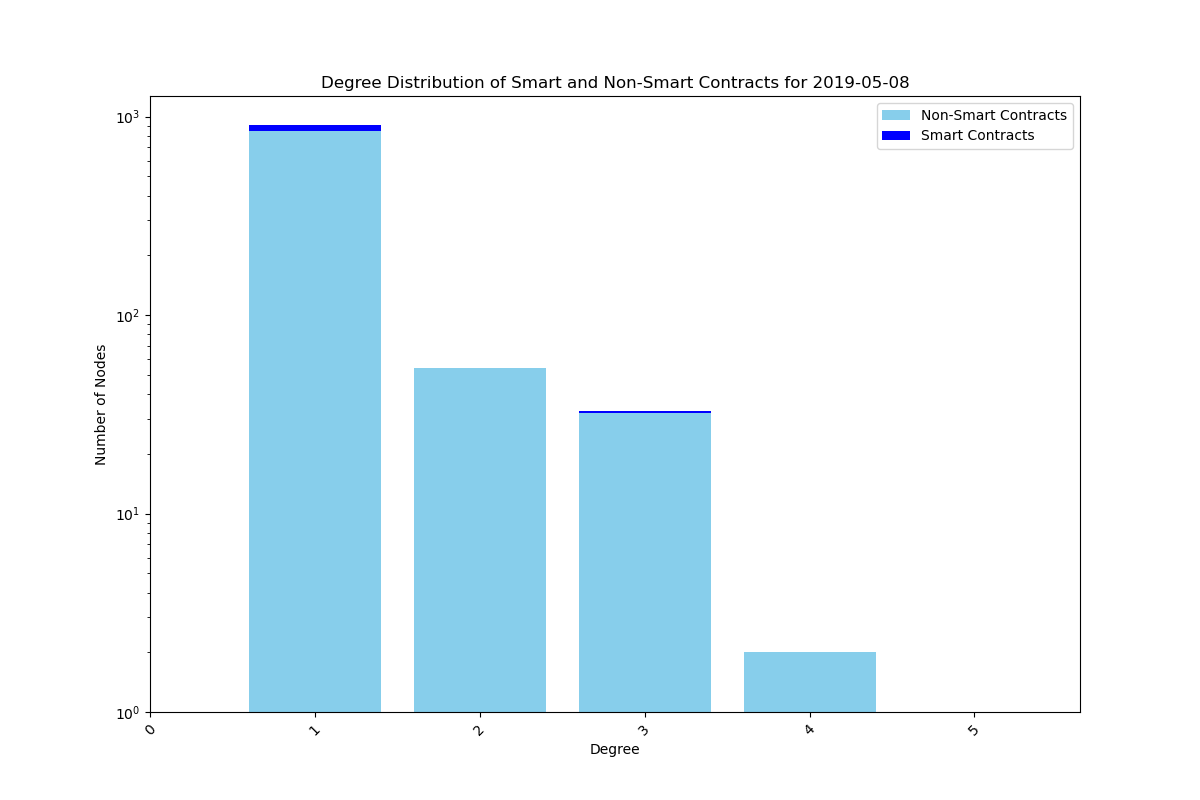 Degree Distribution of Smart and Non-Smart Contracts for 2019-05-08
Non-Smart Contracts
Smart Contracts
10³
10²
10¹
10⁰
Number of Nodes
0 1 2 3 4 5
Degree